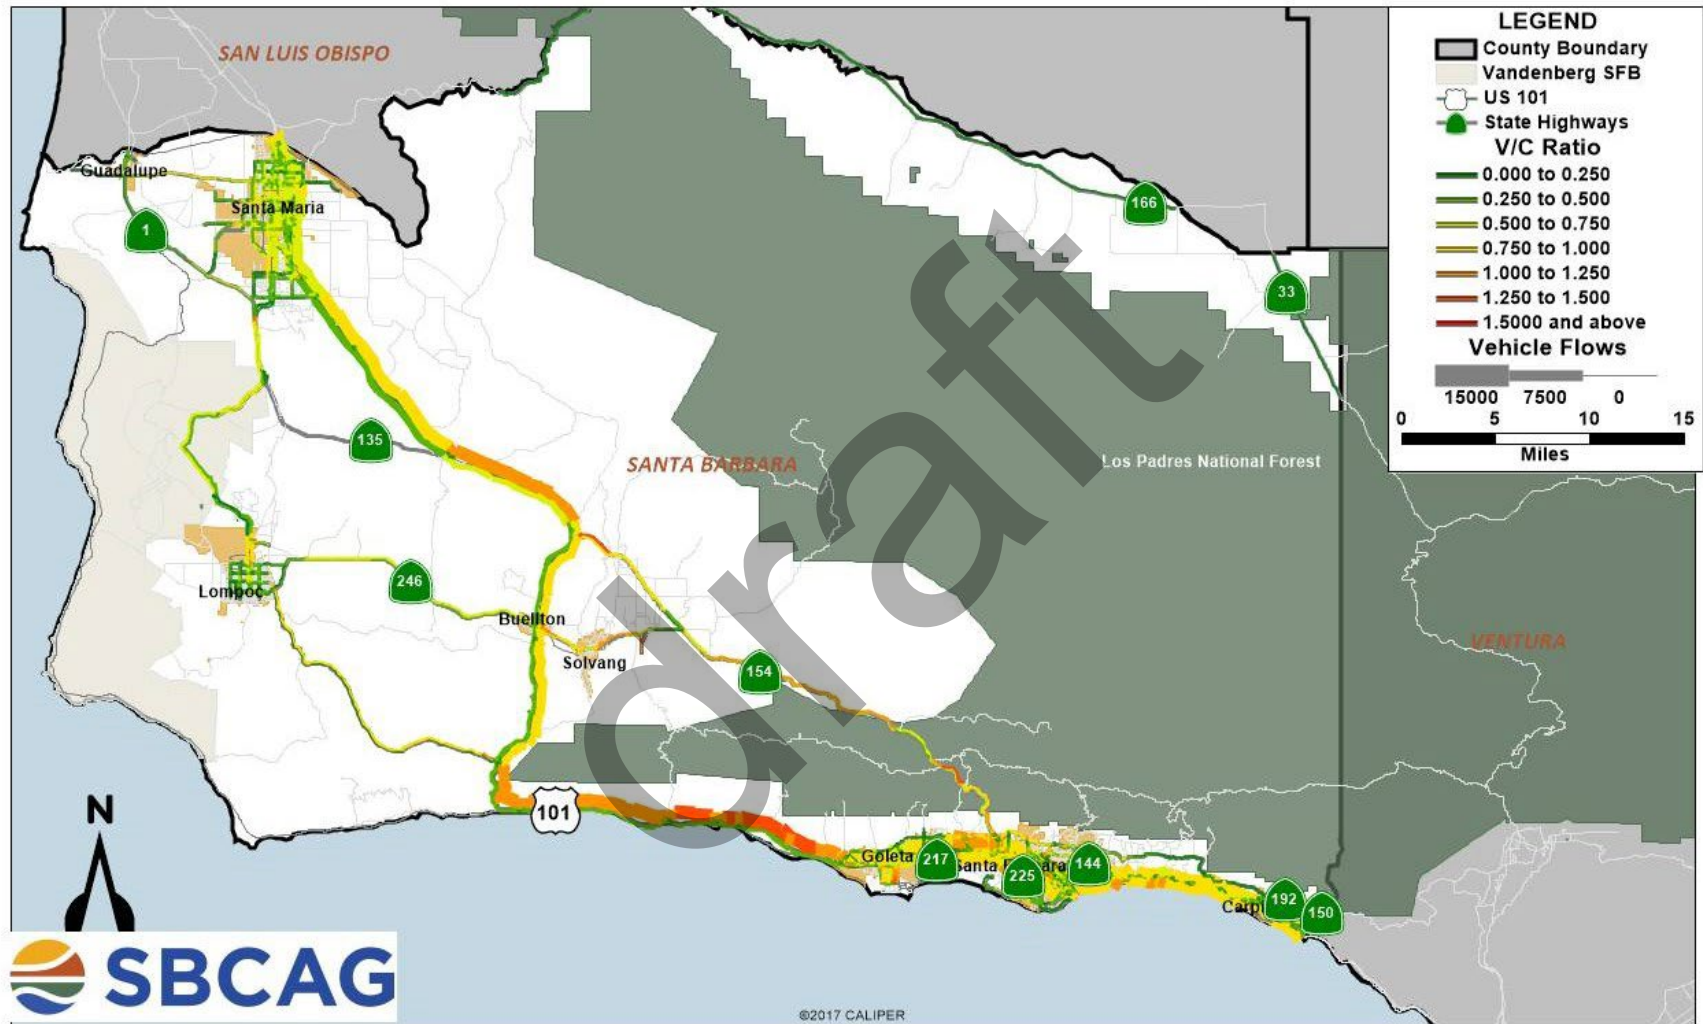 LEGEND
County Boundary
Vandenberg SFB
US 101
State Highways
V/C Ratio
0.000 to 0.250
0.250 to 0.500
0.500 to 0.750
0.750 to 1.000
1.000 to 1.250
1.250 to 1.500
1.5000 and above
Vehicle Flows
15000 7500 0
0 5 10 15
Miles
SAN LUIS OBISPO
Guadalupe
Santa Maria
1
166
33
135
SANTA BARBARA
Los Padres National Forest
draft
246
Lompoc
Buellton
Solvang
154
VENTURA
N
101
Goleta
217
Santa
225
144
192
150
SBCAG
©2017 CALIPER